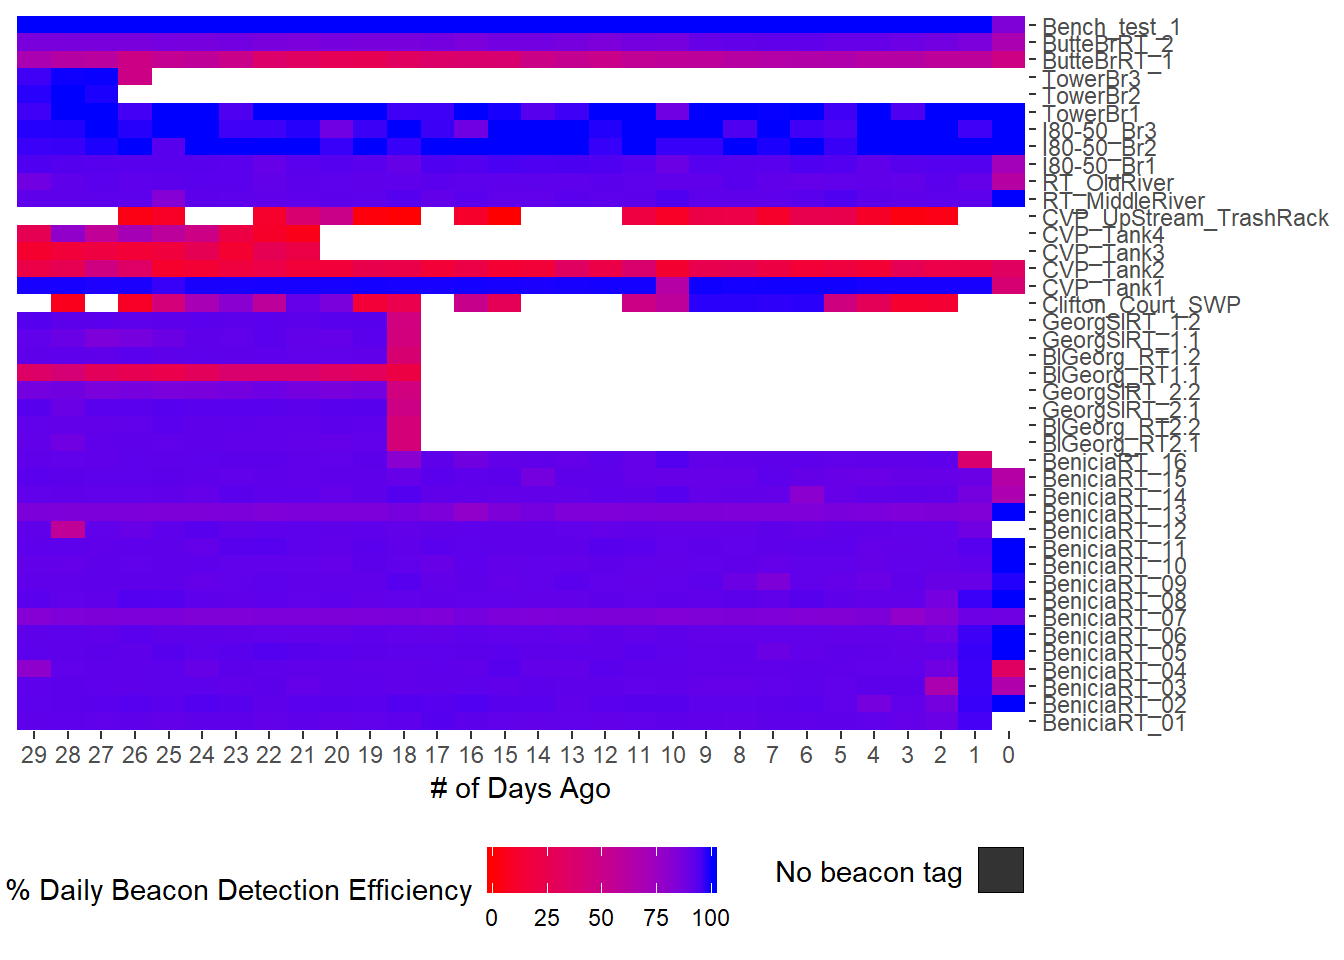 Bench_test_1
ButteBrRT_2
ButteBrRT_1
TowerBr3
TowerBr2
TowerBr1
I80-50_Br3
I80-50_Br2
I80-50_Br1
RT_OldRiver
RT_MiddleRiver
CVP_UpStream_TrashRack
CVP_Tank4
CVP_Tank3
CVP_Tank2
CVP_Tank1
Clifton_Court_SWP
GeorgSlRT_1.2
GeorgSlRT_1.1
BlGeorg_RT1.2
BlGeorg_RT1.1
GeorgSlRT_2.2
GeorgSlRT_2.1
BlGeorg_RT2.2
BlGeorg_RT2.1
BeniciaRT_16
BeniciaRT_15
BeniciaRT_14
BeniciaRT_13
BeniciaRT_12
BeniciaRT_11
BeniciaRT_10
BeniciaRT_09
BeniciaRT_08
BeniciaRT_07
BeniciaRT_06
BeniciaRT_05
BeniciaRT_04
BeniciaRT_03
BeniciaRT_02
BeniciaRT_01
29 28 27 26 25 24 23 22 21 20 19 18 17 16 15 14 13 12 11 10 9 8 7 6 5 4 3 2 1 0
# of Days Ago
% Daily Beacon Detection Efficiency
0 25 50 75 100
No beacon tag